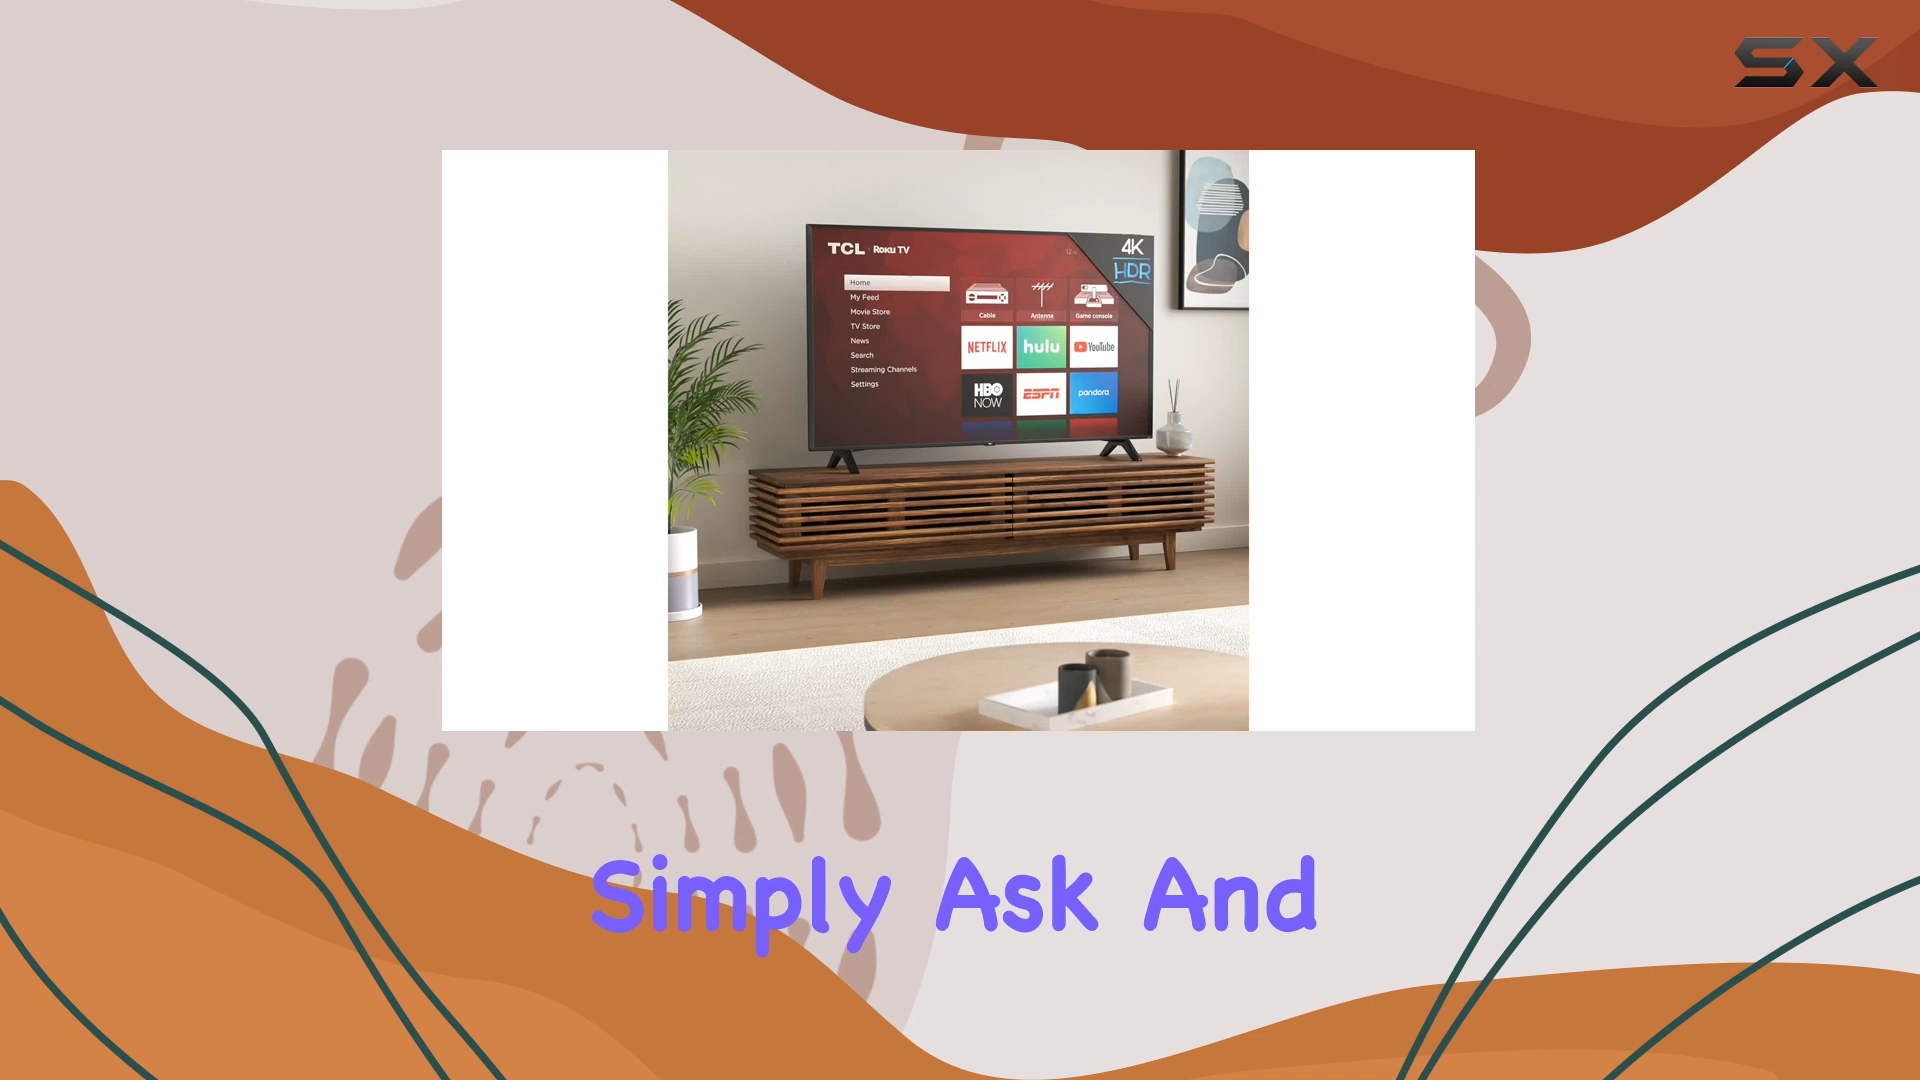 SX
TCL Roku TV
4K
HDR
Home
My Feed
Movie Store
TV Store
News
Search
Streaming Channels
Settings
Cable
Antenna
Game console
NETFLIX
hulu
YouTube
HBO
NOW
ESPN
pandora
Simply Ask And